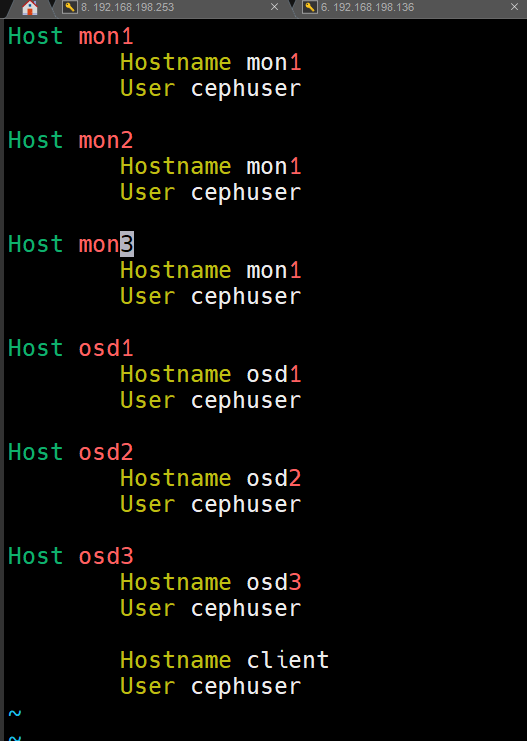 8. 192.168.198.253
6. 192.168.198.136
Host mon1
Hostname mon1
User cephuser
Host mon2
Hostname mon1
User cephuser
Host mon3
Hostname mon1
User cephuser
Host osd1
Hostname osd1
User cephuser
Host osd2
Hostname osd2
User cephuser
Host osd3
Hostname osd3
User cephuser
Hostname client
User cephuser
~
~